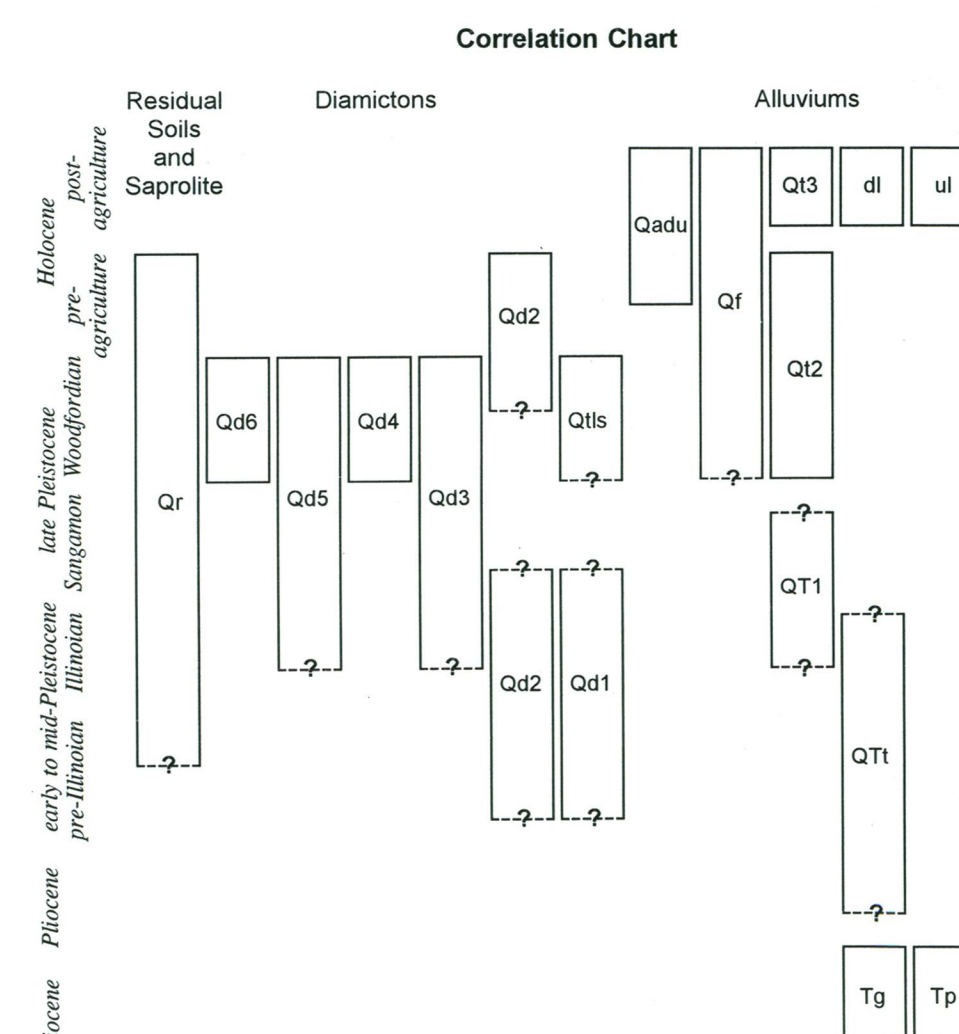 Correlation Chart
Residual
Soils
and
Saprolite
Diamictons
Alluviums
Holocene
post-
agriculture
pre-
agriculture
late Pleistocene
Woodfordian
Sangamon
early to mid-Pleistocene
Illinoian
pre-Illinoian
Pliocene
ocene
Qt3
dl
ul
Qadu
Qf
Qd2
Qt2
Qd6
Qd4
Qtls
Qr
Qd5
Qd3
?
?
?
?
?
?
QT1
?
?
?
?
Qd2
Qd1
QTt
?
?
?
?
Tg
Tp